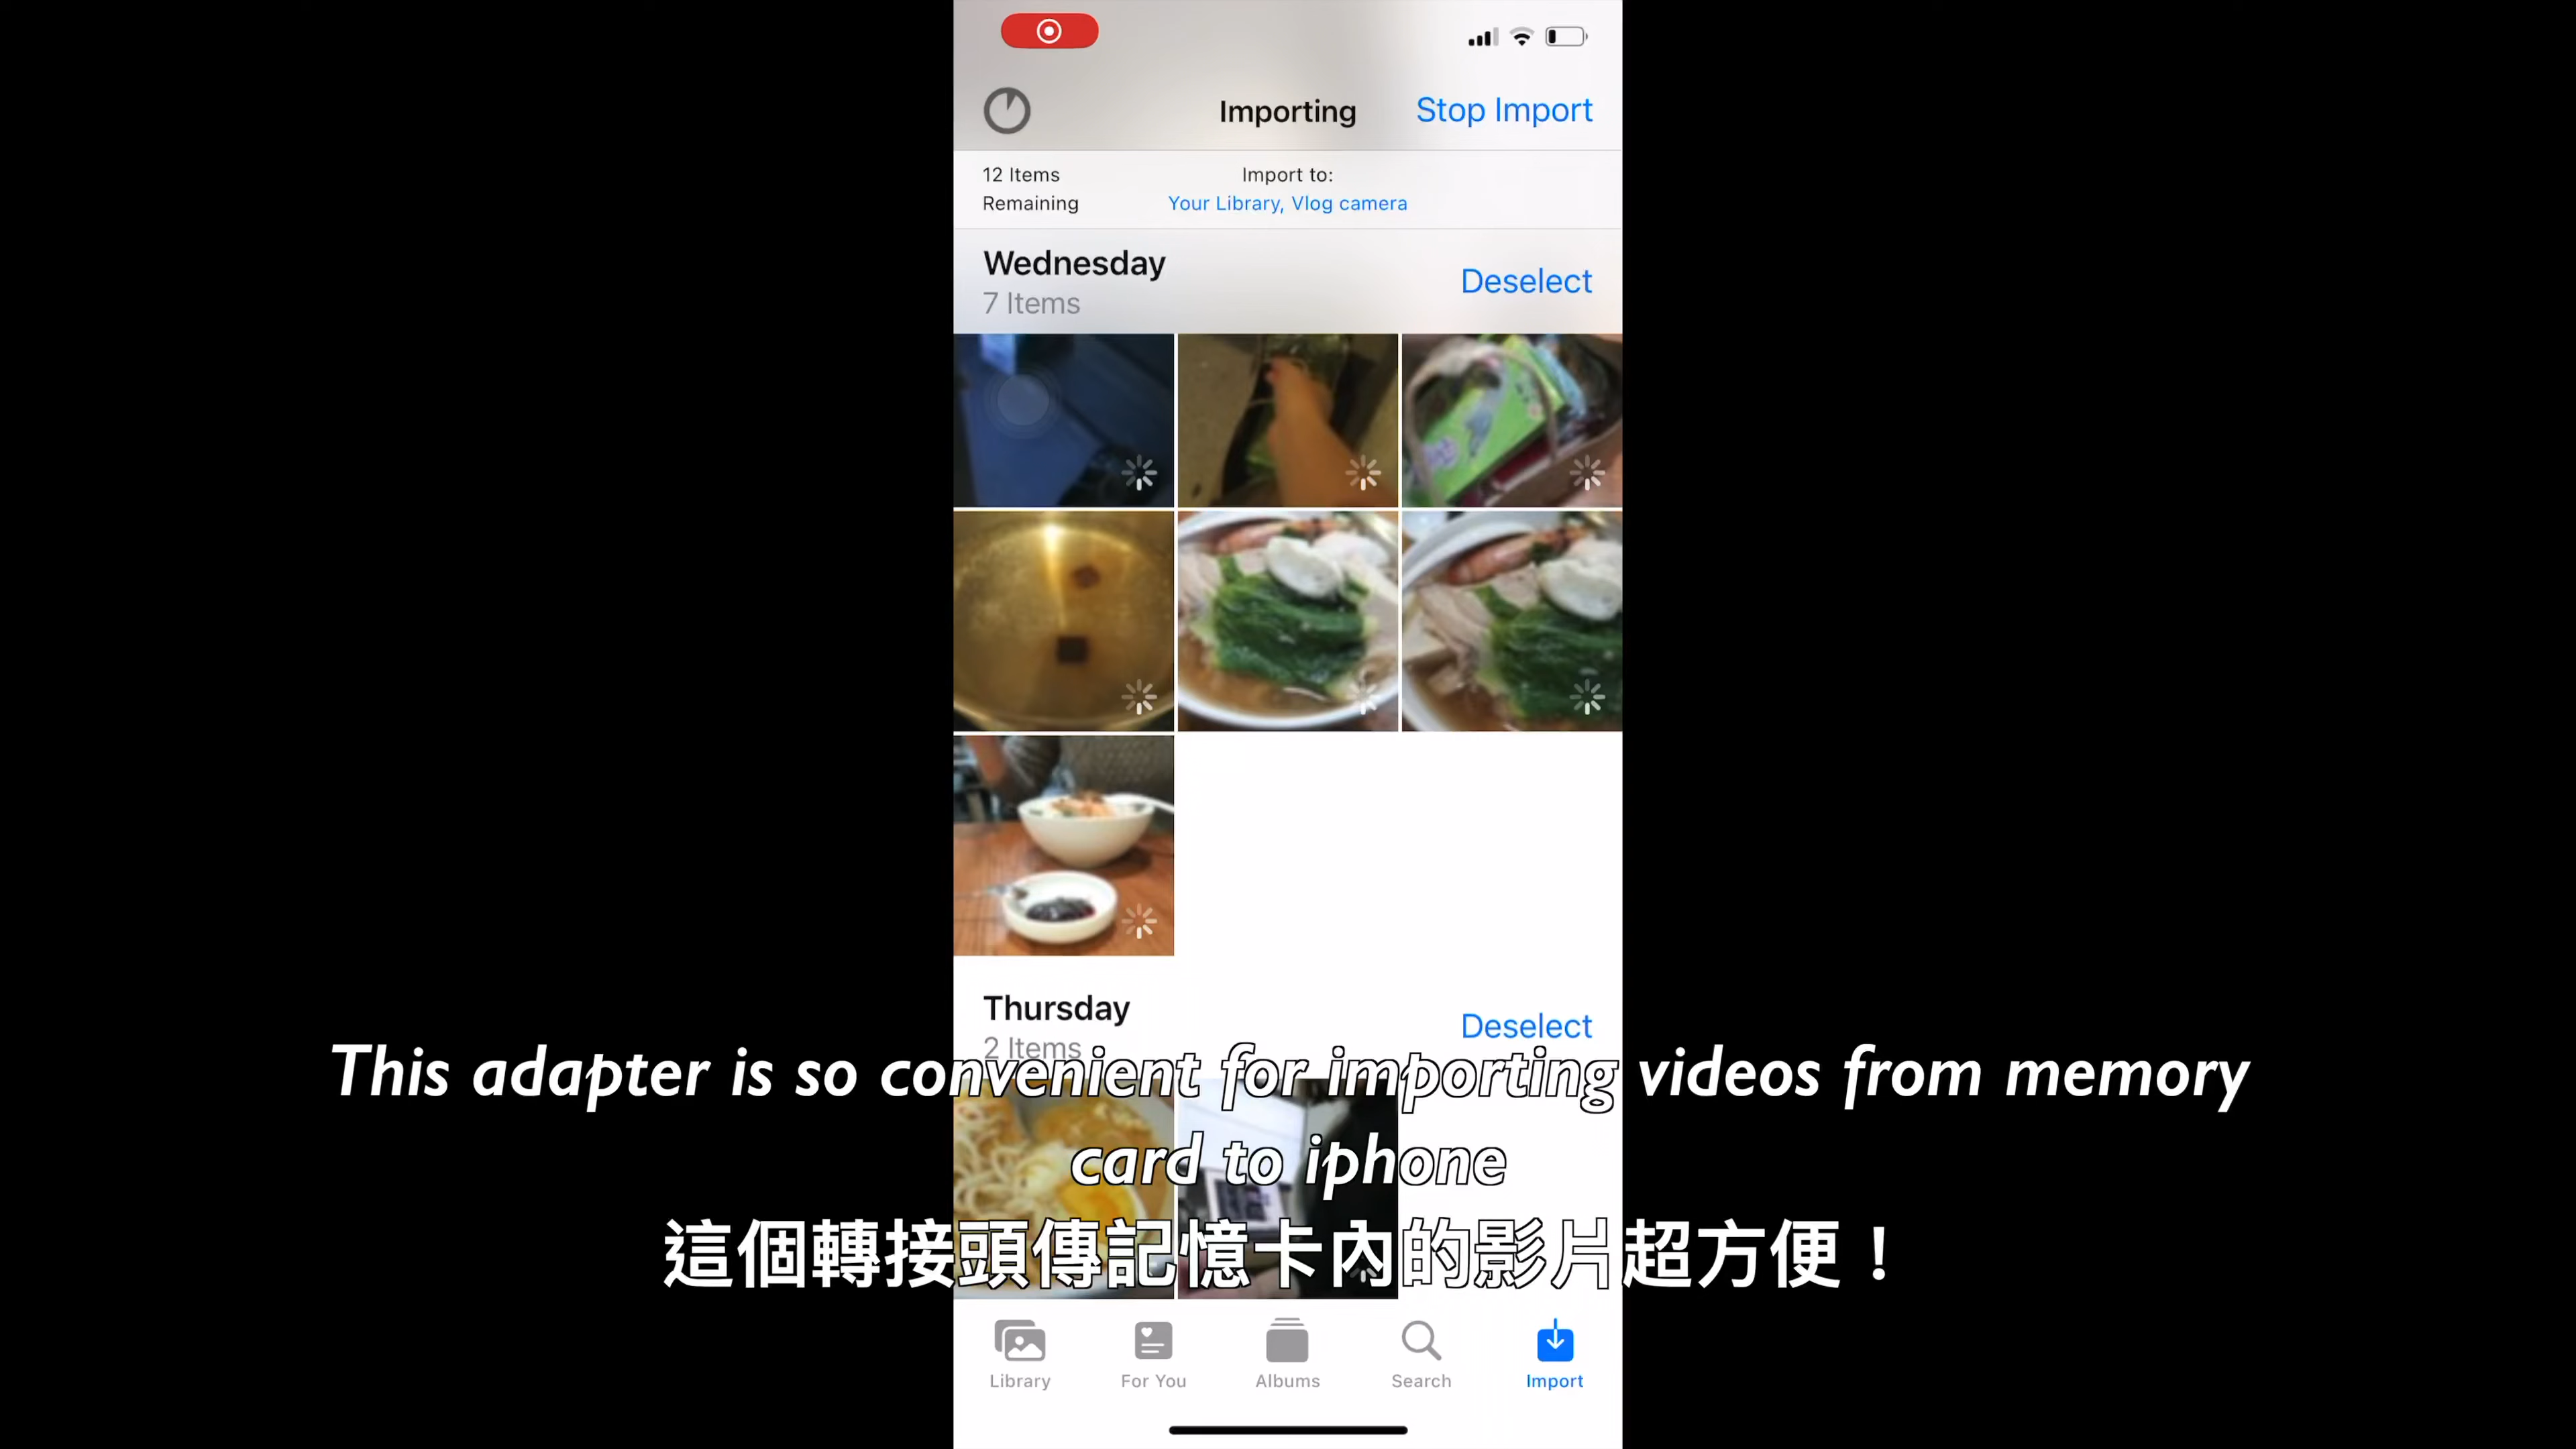 Importing
Stop Import
12 Items
Remaining
Import to:
Your Library, Vlog camera
Wednesday
7 Items
Deselect
Thursday
2 Items
Deselect
This adapter is so convenient for importing videos from memory
card to iphone
這個轉接頭傳記憶卡內的影片超方便！
Library
For You
Albums
Search
Import